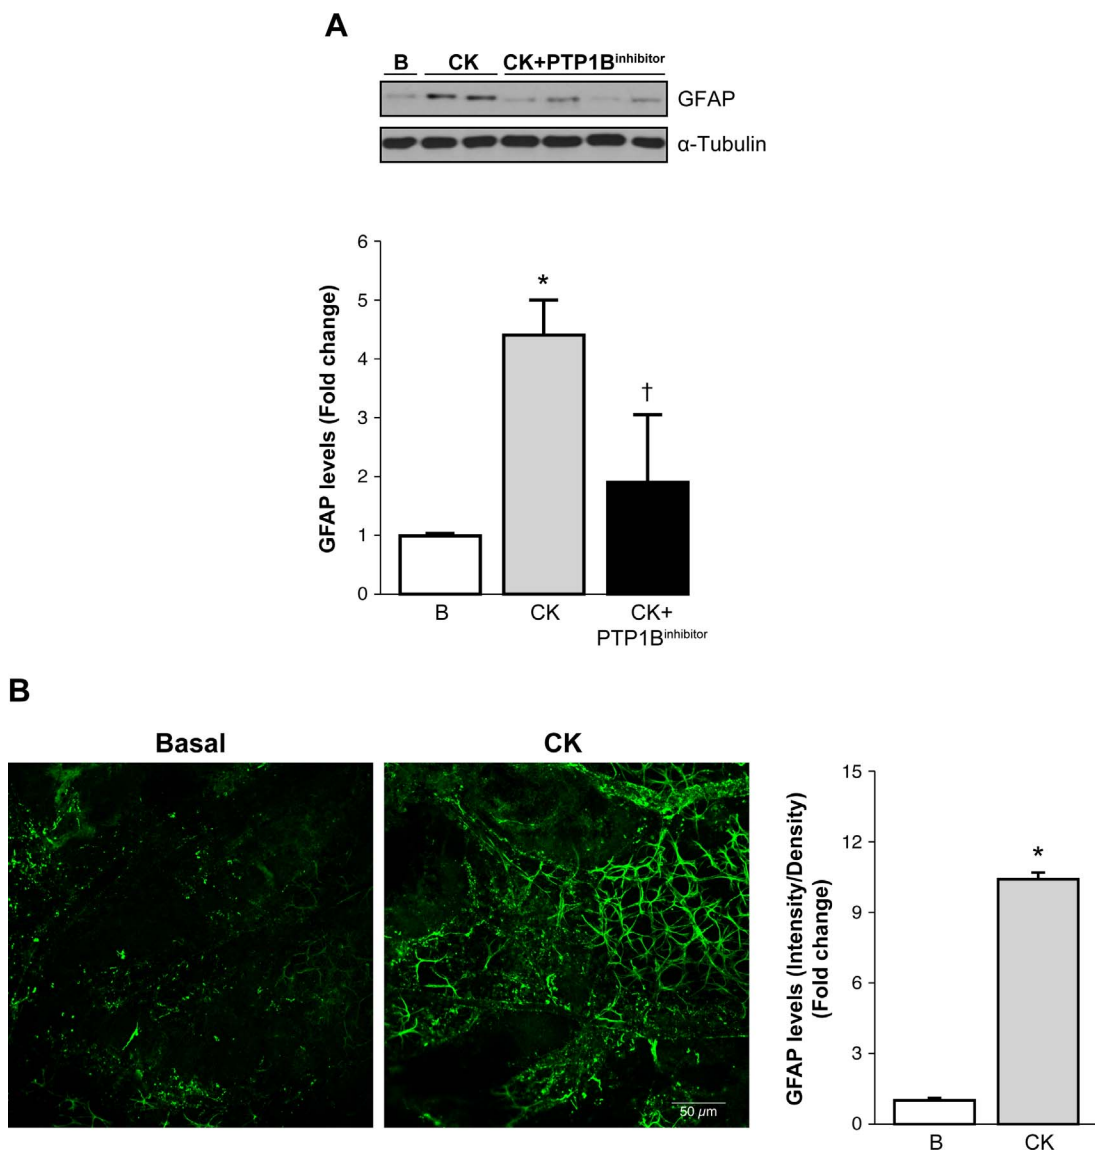 A
B CK CK+PTP1Binhibitor
GFAP
α-Tubulin
GFAP levels (Fold change)
6
5
4
3
2
1
0
*
†
B CK CK+
PTP1Binhibitor
B
Basal CK
50 µm
GFAP levels (Intensity/Density)
(Fold change)
15
12
9
6
3
0
*
B CK